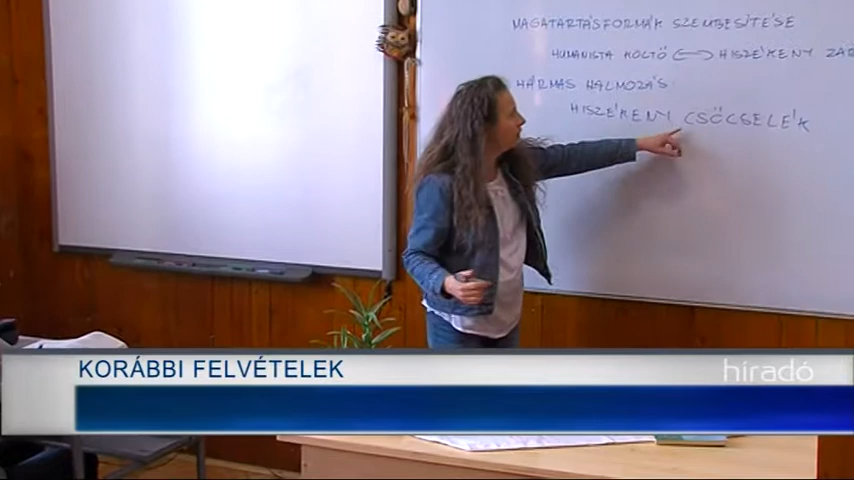 MAGATARTÁSFORMÁK SZEMBESÍTÉSE
HUMANISTA KÖLTŐ ↔ HISZÉKENY
HÁRMAS HALMOZÁS:
HISZÉKENY CSŐCSELÉK
KORÁBBI FELVÉTELEK
híradó